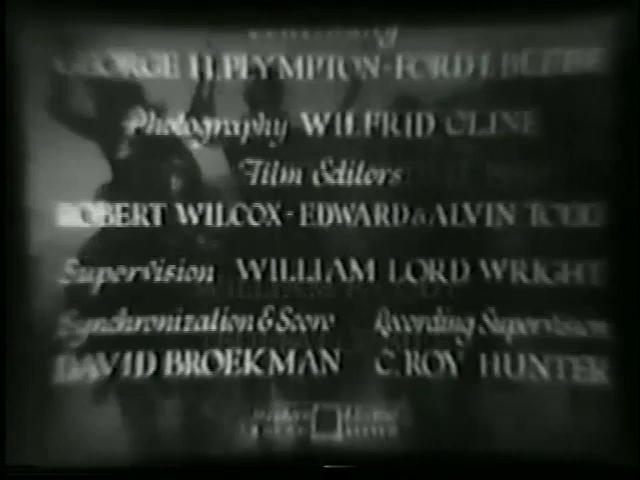 GEORGE H. PLYMPTON - FORD I. BEEBE
Photography WILFRID CLINE
Film Editors
ROBERT WILCOX - EDWARD & ALVIN TODD
Supervision WILLIAM LORD WRIGHT
Synchronization & Score Recording Supervision
DAVID BROEKMAN C. ROY HUNTER